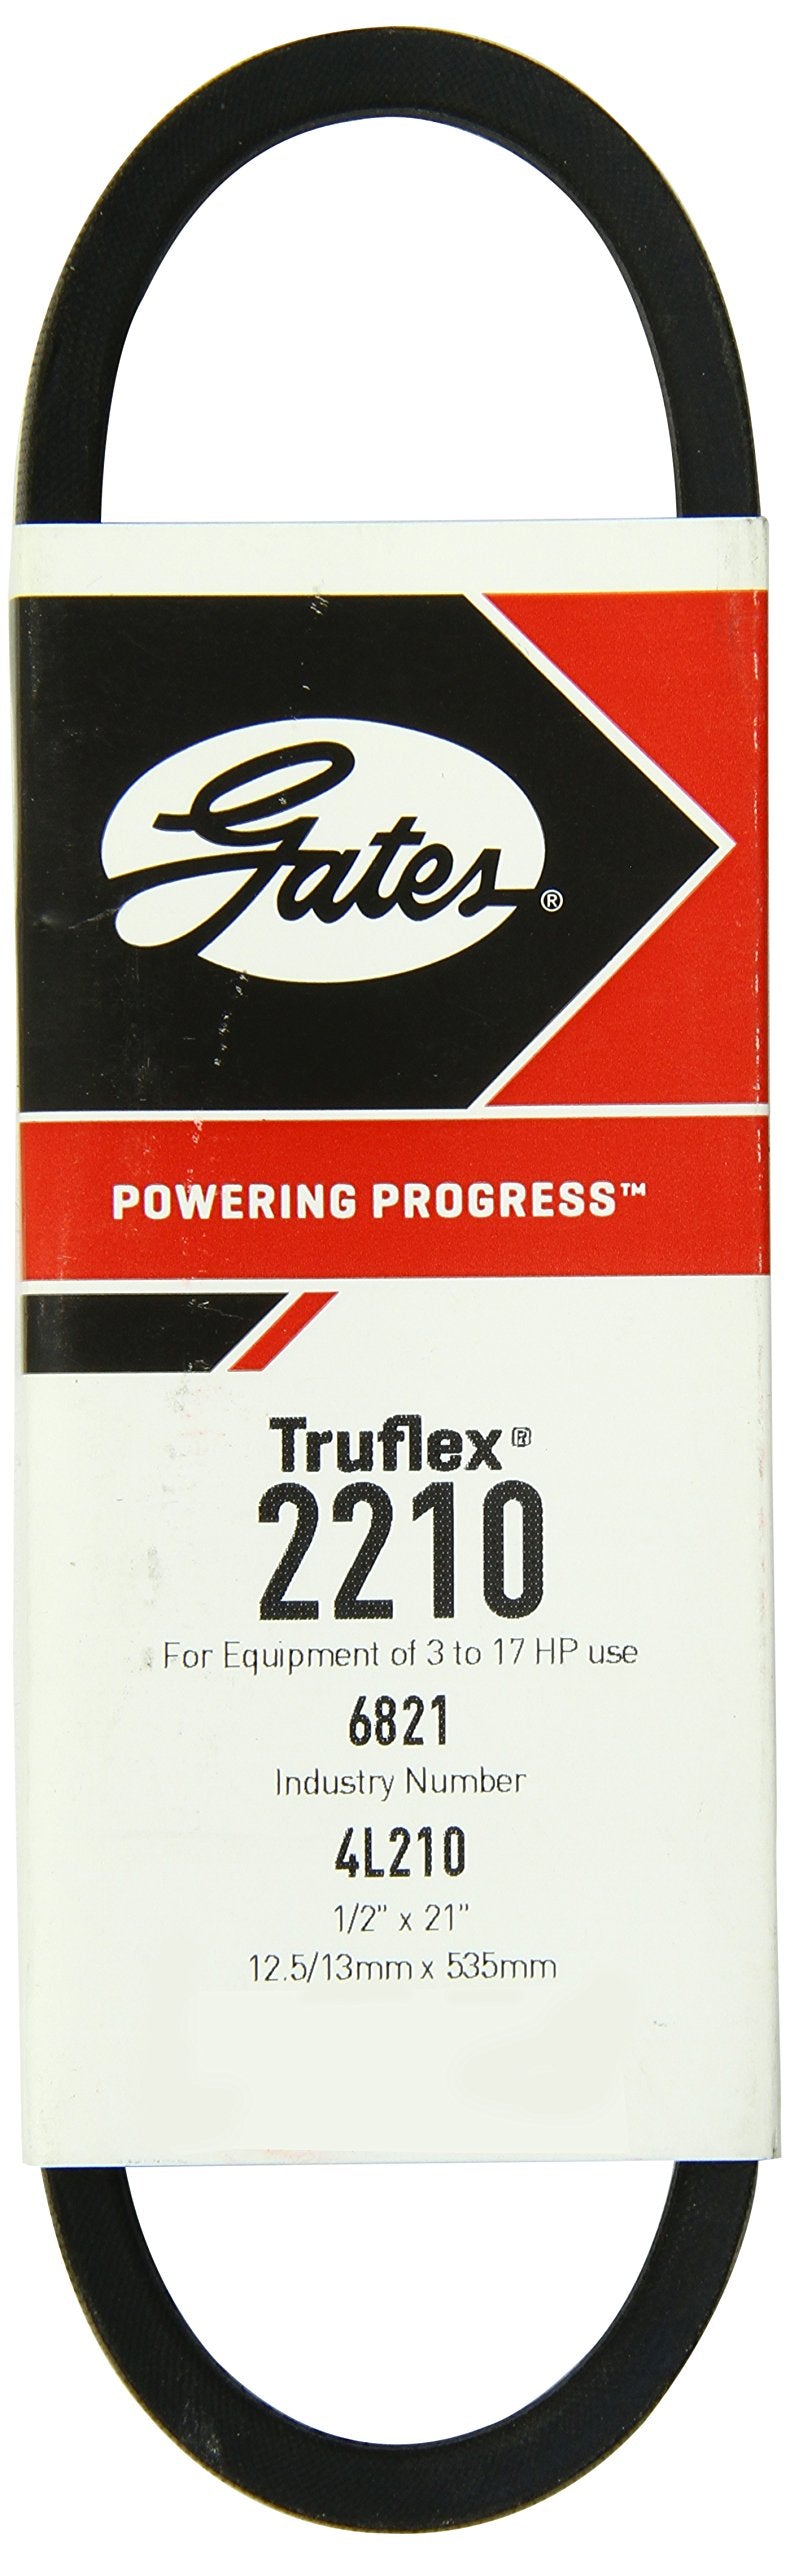 Gates®
POWERING PROGRESS™
Truflex®
2210
For Equipment of 3 to 17 HP use
6821
Industry Number
4L210
1/2" x 21"
12.5/13mm x 535mm